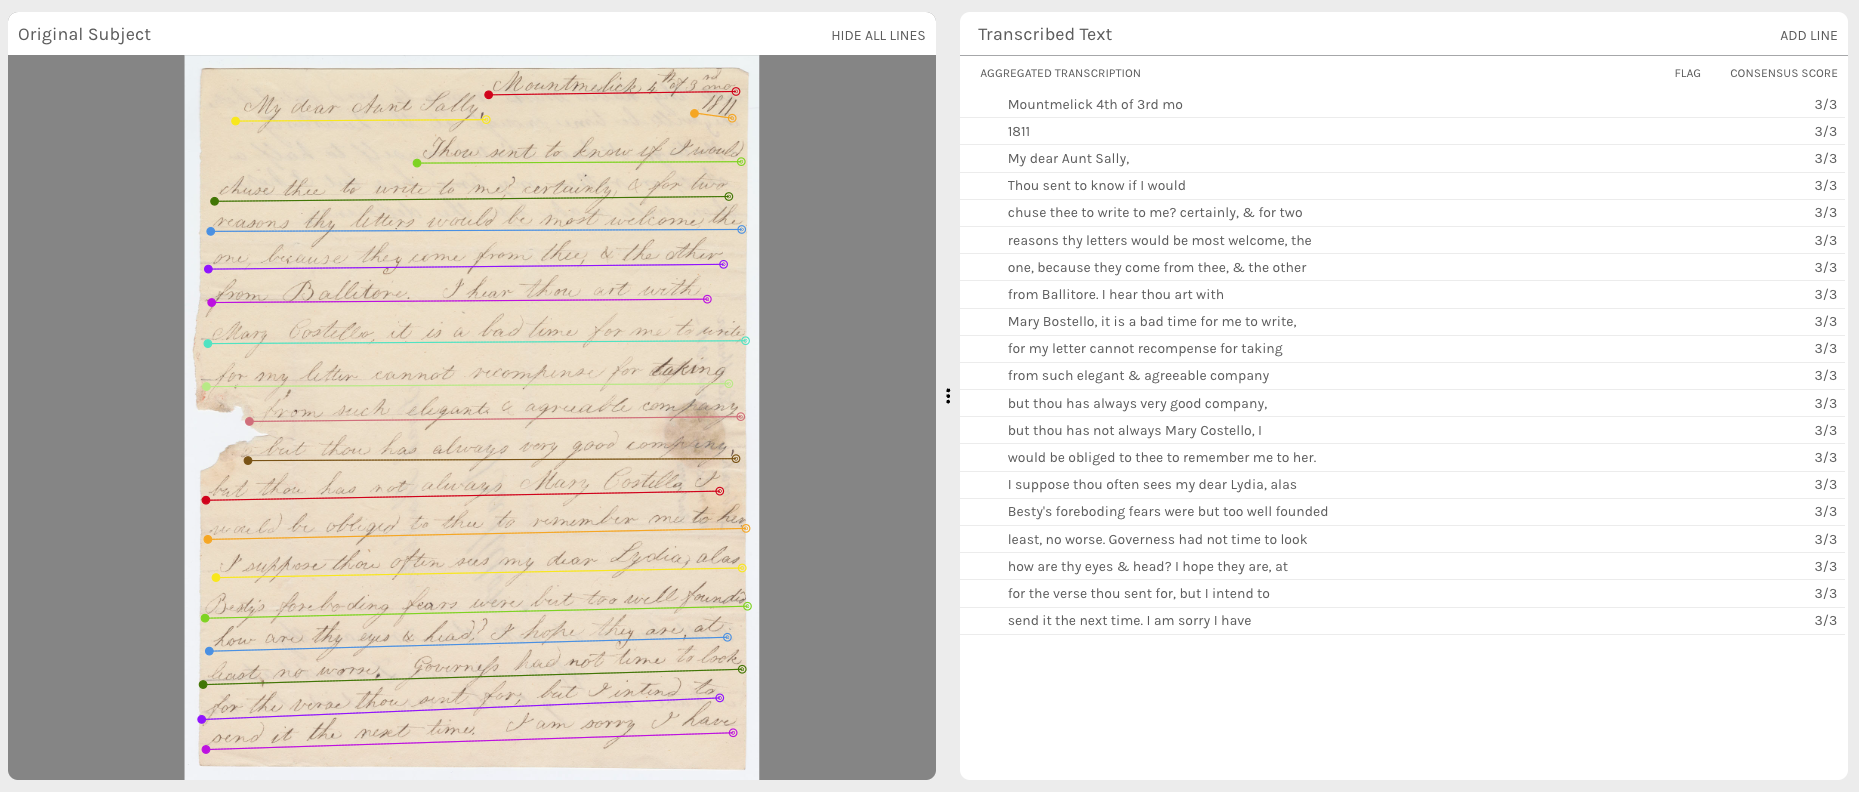 Original Subject
HIDE ALL LINES
Mountmelick 4th of 3rd mo
1811
My dear Aunt Sally,
Thou sent to know if I would
chuse thee to write to me? certainly, & for two
reasons thy letters would be most welcome the
one, because they come from thee, & the other
from Ballitore. I hear thou art with
Mary Costello, it is a bad time for me to write
for my letter cannot recompense for taking
from such elegant & agreeable company
but thou has always very good company,
but thou has not always Mary Costello, I
would be obliged to thee to remember me to her
I suppose thou often sees my dear Lydia, alas
Besty's foreboding fears were but too well founded
how are thy eyes & head? I hope they are, at
least, no worse. Governess had not time to look
for the verse thou sent for, but I intend to
send it the next time. I am sorry I have
Transcribed Text
ADD LINE
AGGREGATED TRANSCRIPTION FLAG CONSENSUS SCORE
Mountmelick 4th of 3rd mo 3/3
1811 3/3
My dear Aunt Sally, 3/3
Thou sent to know if I would 3/3
chuse thee to write to me? certainly, & for two 3/3
reasons thy letters would be most welcome, the 3/3
one, because they come from thee, & the other 3/3
from Ballitore. I hear thou art with 3/3
Mary Bostello, it is a bad time for me to write, 3/3
for my letter cannot recompense for taking 3/3
from such elegant & agreeable company 3/3
but thou has always very good company, 3/3
but thou has not always Mary Costello, I 3/3
would be obliged to thee to remember me to her. 3/3
I suppose thou often sees my dear Lydia, alas 3/3
Besty's foreboding fears were but too well founded 3/3
least, no worse. Governess had not time to look 3/3
how are thy eyes & head? I hope they are, at 3/3
for the verse thou sent for, but I intend to 3/3
send it the next time. I am sorry I have 3/3